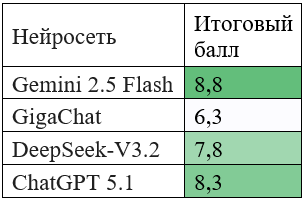 Нейросеть Итоговый
балл
Gemini 2.5 Flash 8,8
GigaChat 6,3
DeepSeek-V3.2 7,8
ChatGPT 5.1 8,3